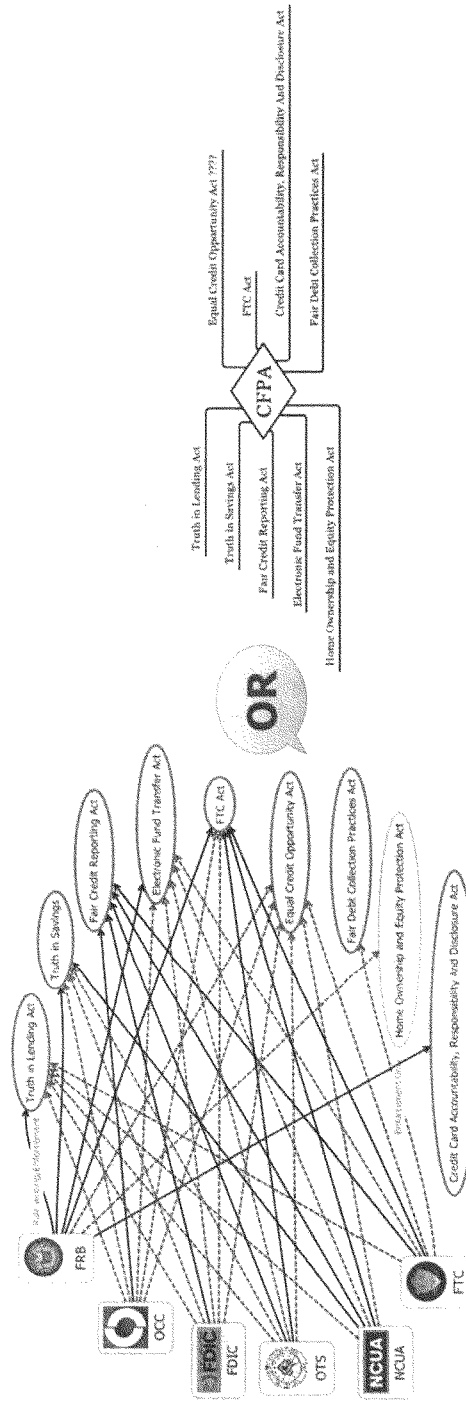 Rule writing/Enforcement
FRB
OCC
FDIC
FDIC
OTS
NCUA
NCUA
FTC
Truth in Lending Act
Truth in Savings
Fair Credit Reporting Act
Electronic Fund Transfer Act
FTC Act
Equal Credit Opportunity Act
Fair Debt Collection Practices Act
Home Ownership and Equity Protection Act
Credit Card Accountability, Responsibility And Disclosure Act
OR
Truth in Lending Act
Truth in Savings Act
Fair Credit Reporting Act
Electronic Fund Transfer Act
Home Ownership and Equity Protection Act
CFPA
Equal Credit Opportunity Act ????
FTC Act
Credit Card Accountability, Responsibility And Disclosure Act
Fair Debt Collection Practices Act